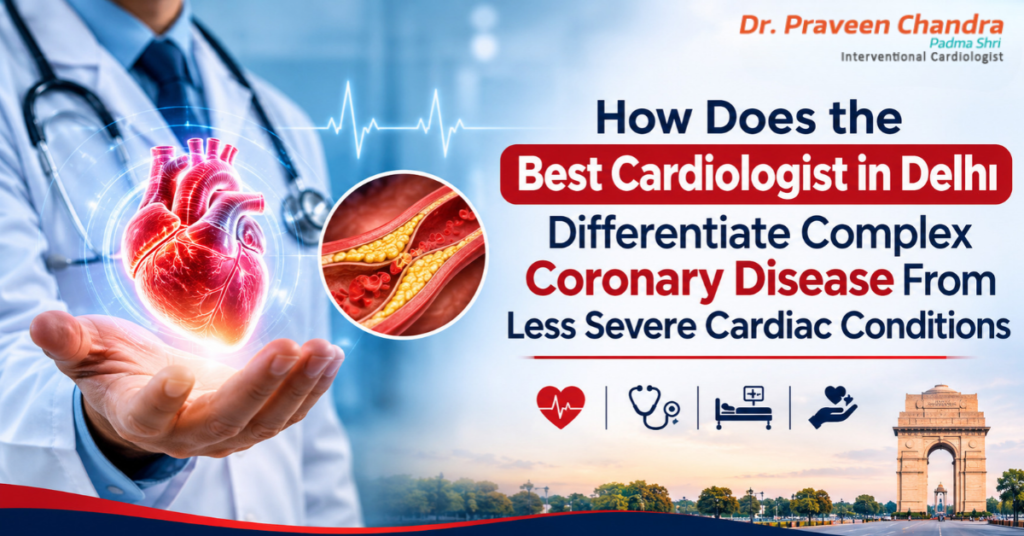 Dr. Praveen Chandra
Padma Shri
Interventional Cardiologist
How Does the
Best Cardiologist in Delhi
Differentiate Complex
Coronary Disease From
Less Severe Cardiac Conditions